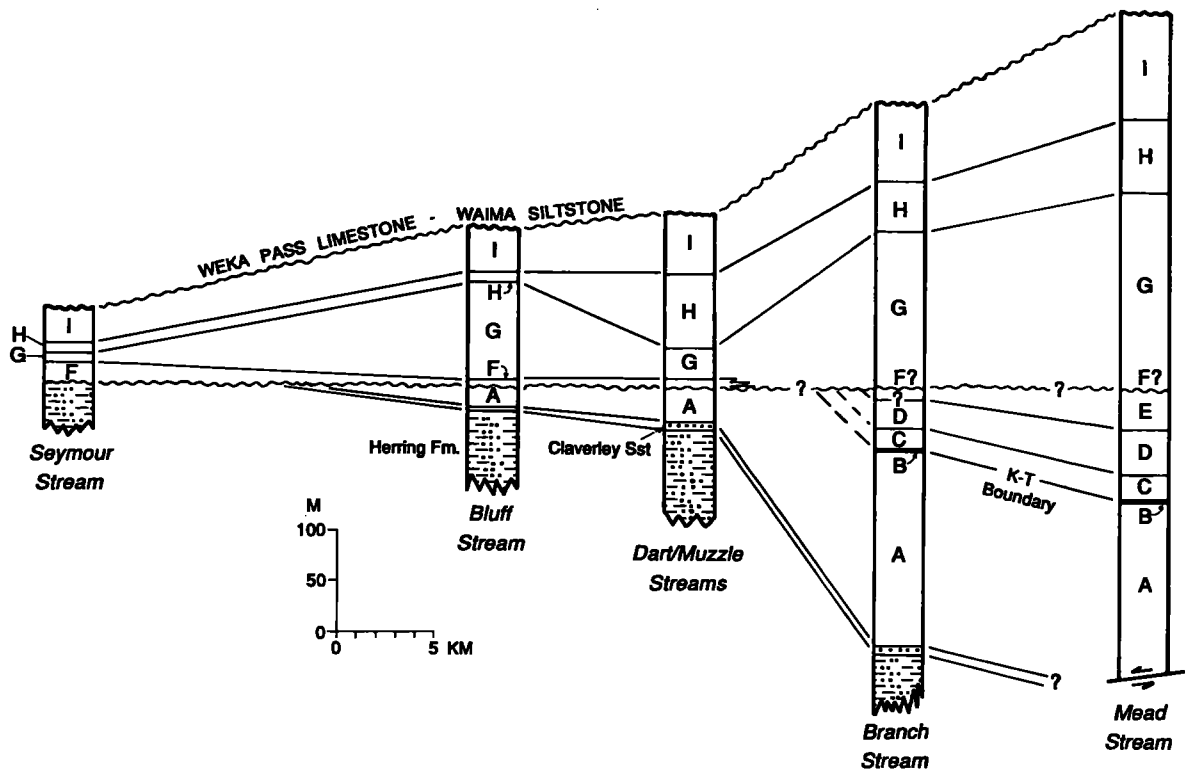 WEKA PASS LIMESTONE - WAIMA SILTSTONE
H
G
I
F
Seymour
Stream
I
H
G
F
A
Herring Fm.
Bluff
Stream
I
H
G
A
Claverley Sst
Dart/Muzzle
Streams
?
I
H
G
F?
?
D
C
B
A
Branch
Stream
?
K-T
Boundary
?
I
H
G
F?
E
D
C
B
A
Mead
Stream
M
100
50
0
0
5 KM